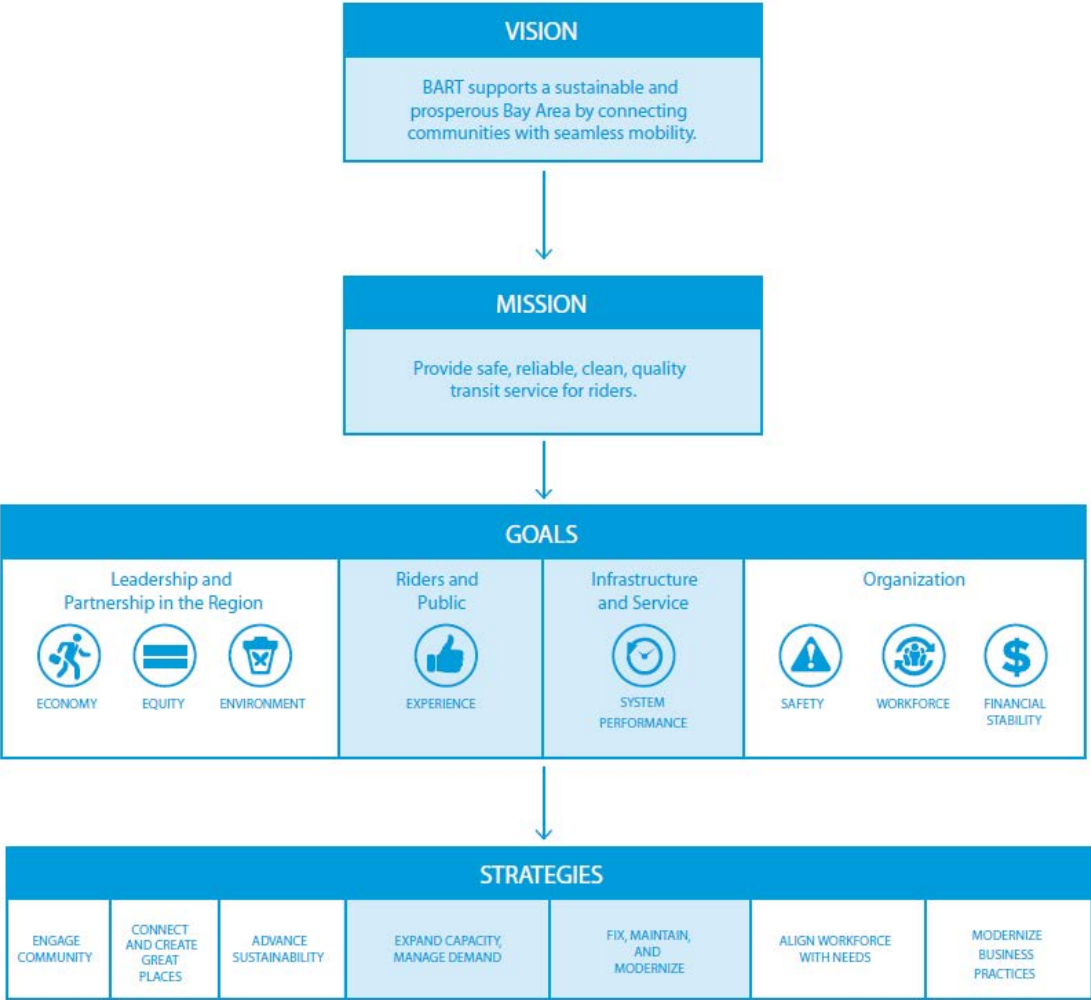 VISION
BART supports a sustainable and
prosperous Bay Area by connecting
communities with seamless mobility.
MISSION
Provide safe, reliable, clean, quality
transit service for riders.
GOALS
Leadership and
Partnership in the Region
ECONOMY
EQUITY
ENVIRONMENT
Riders and
Public
EXPERIENCE
Infrastructure
and Service
SYSTEM
PERFORMANCE
Organization
SAFETY
WORKFORCE
$
FINANCIAL
STABILITY
STRATEGIES
ENGAGE
COMMUNITY
CONNECT
AND CREATE
GREAT
PLACES
ADVANCE
SUSTAINABILITY
EXPAND CAPACITY,
MANAGE DEMAND
FIX, MAINTAIN,
AND
MODERNIZE
ALIGN WORKFORCE
WITH NEEDS
MODERNIZE
BUSINESS
PRACTICES